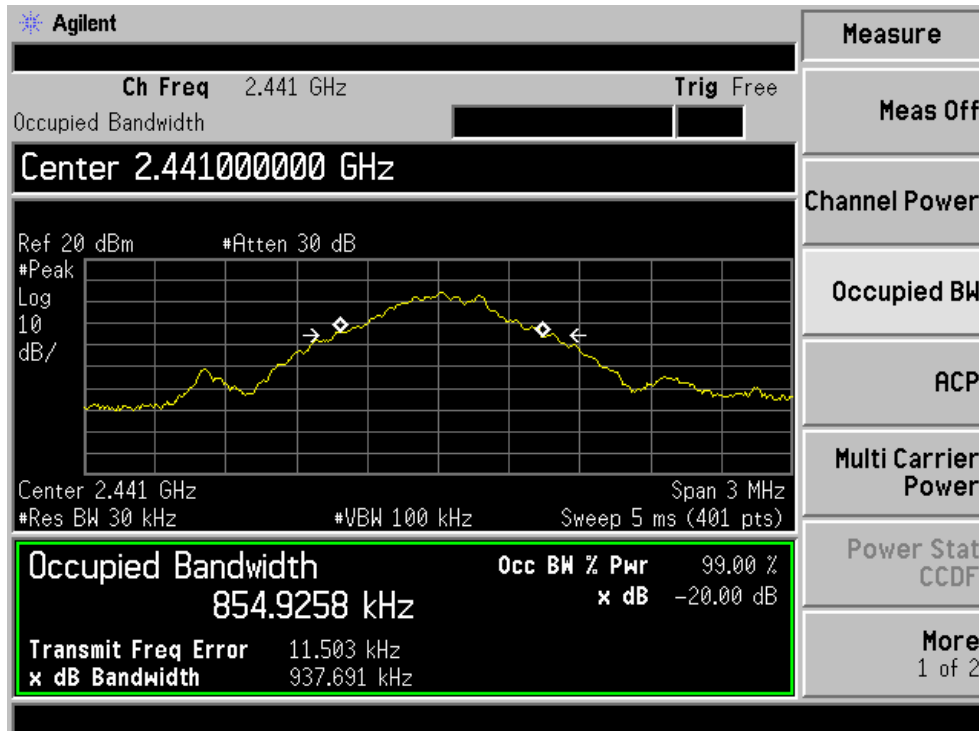 Agilent
Ch Freq 2.441 GHz Trig Free
Occupied Bandwidth
Center 2.441000000 GHz
Ref 20 dBm #Atten 30 dB
#Peak
Log
10
dB/
Center 2.441 GHz Span 3 MHz
#Res BW 30 kHz #VBW 100 kHz Sweep 5 ms (401 pts)
Occupied Bandwidth Occ BW % Pwr 99.00 %
854.9258 kHz x dB -20.00 dB
Transmit Freq Error 11.503 kHz
x dB Bandwidth 937.691 kHz
Measure
Meas Off
Channel Power
Occupied BW
ACP
Multi Carrier
Power
Power Stat
CCDF
More
1 of 2